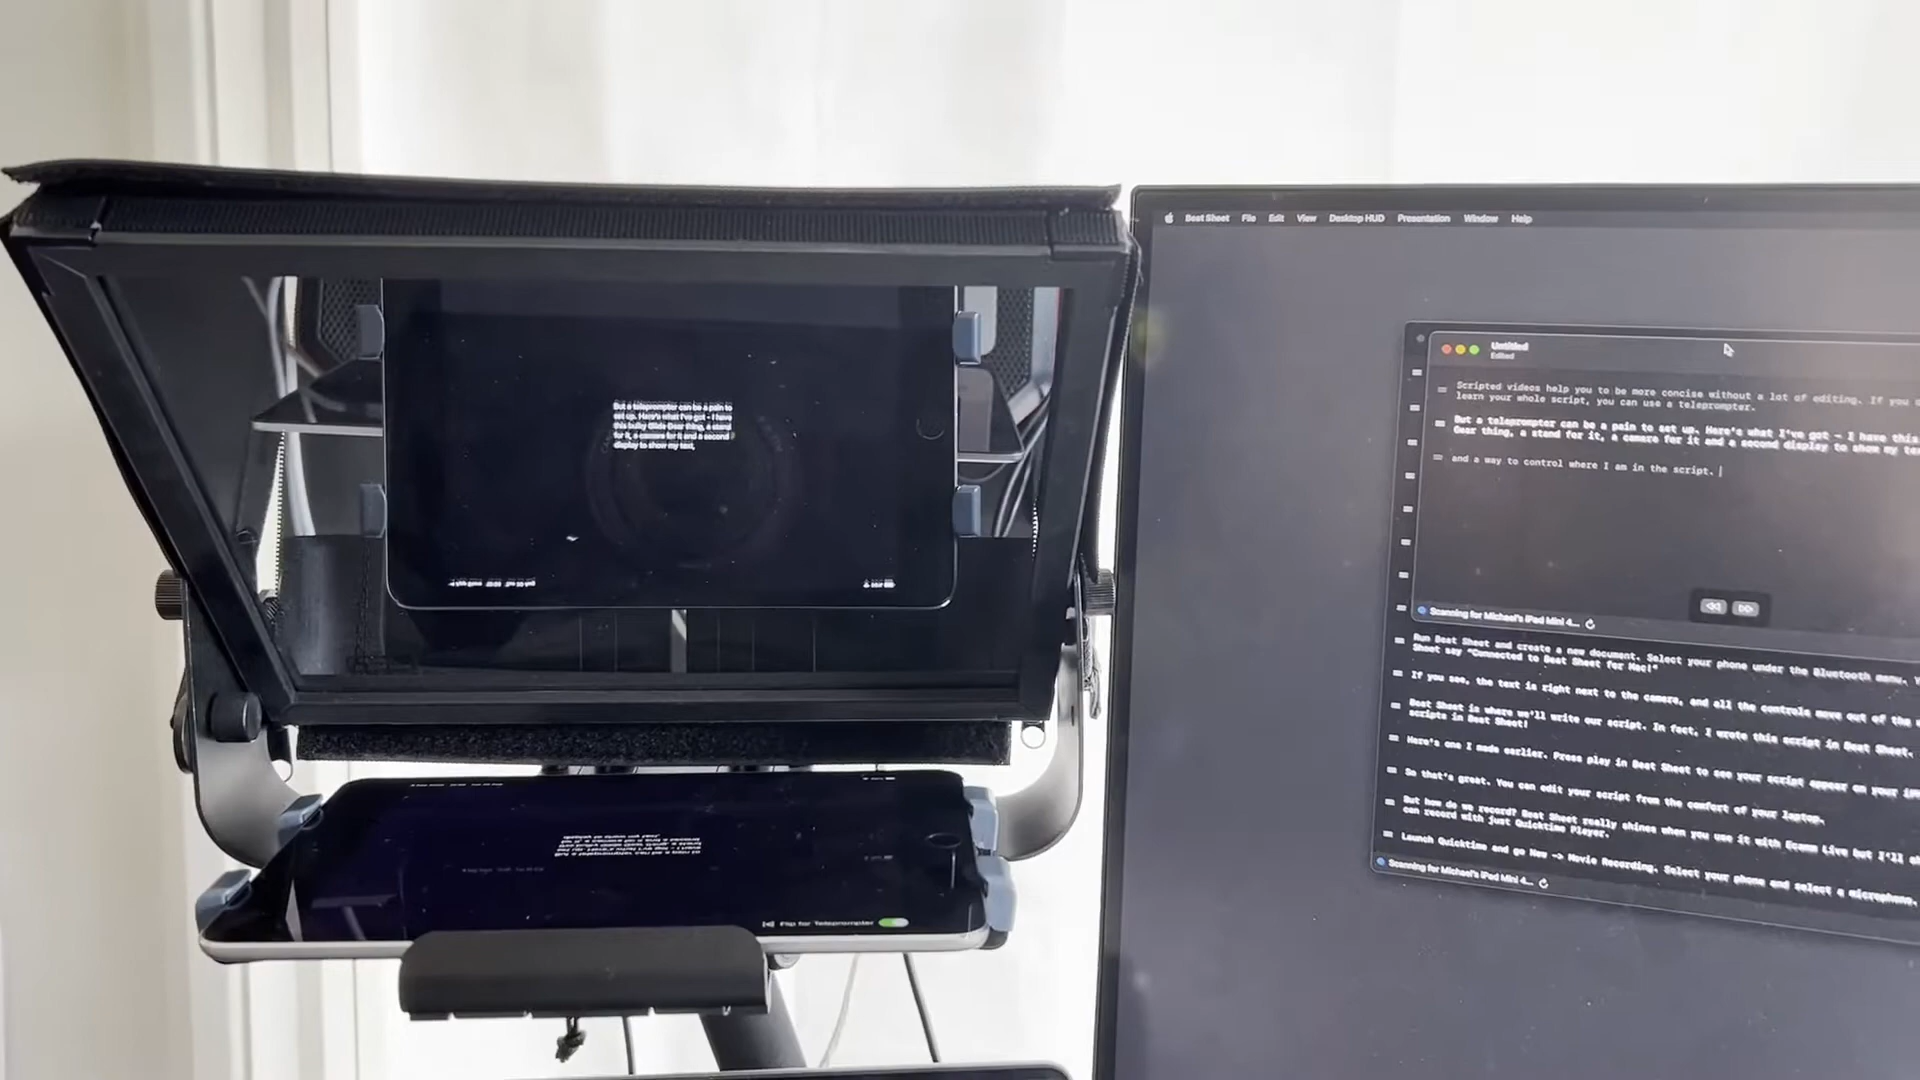 Beat Sheet File Edit View Desktop HUD Presentation Window Help
But a teleprompter can be a pain to
set up. Here's what I've got - I have
this bulky Glide Gear thing, a stand
for it, a camera for it and a second
display to show my text,
Flip for Teleprompter
Untitled
Edited
Scripted videos help you to be more concise without a lot of editing. If you
learn your whole script, you can use a teleprompter.
But a teleprompter can be a pain to set up. Here's what I've got - I have this
Gear thing, a stand for it, a camera for it and a second display to show my
and a way to control where I am in the script.
Scanning for Michael's iPad Mini 4...
Run Beat Sheet and create a new document. Select your phone under the Bluetooth menu.
Sheet say "Connected to Beat Sheet for Mac!"
If you see, the text is right next to the camera, and all the controls move out of the
Beat Sheet is where we'll write our script. In fact, I wrote this script in Beat Sheet.
scripts in Beat Sheet!
Here's one I made earlier. Press play in Beat Sheet to see your script appear on your
So that's great. You can edit your script from the comfort of your laptop.
But how do we record? Beat Sheet really shines when you use it with Ecamm Live but I'll
can record with just Quicktime Player.
Launch Quicktime and go New -> Movie Recording. Select your phone and select a microphone.
Scanning for Michael's iPad Mini 4...